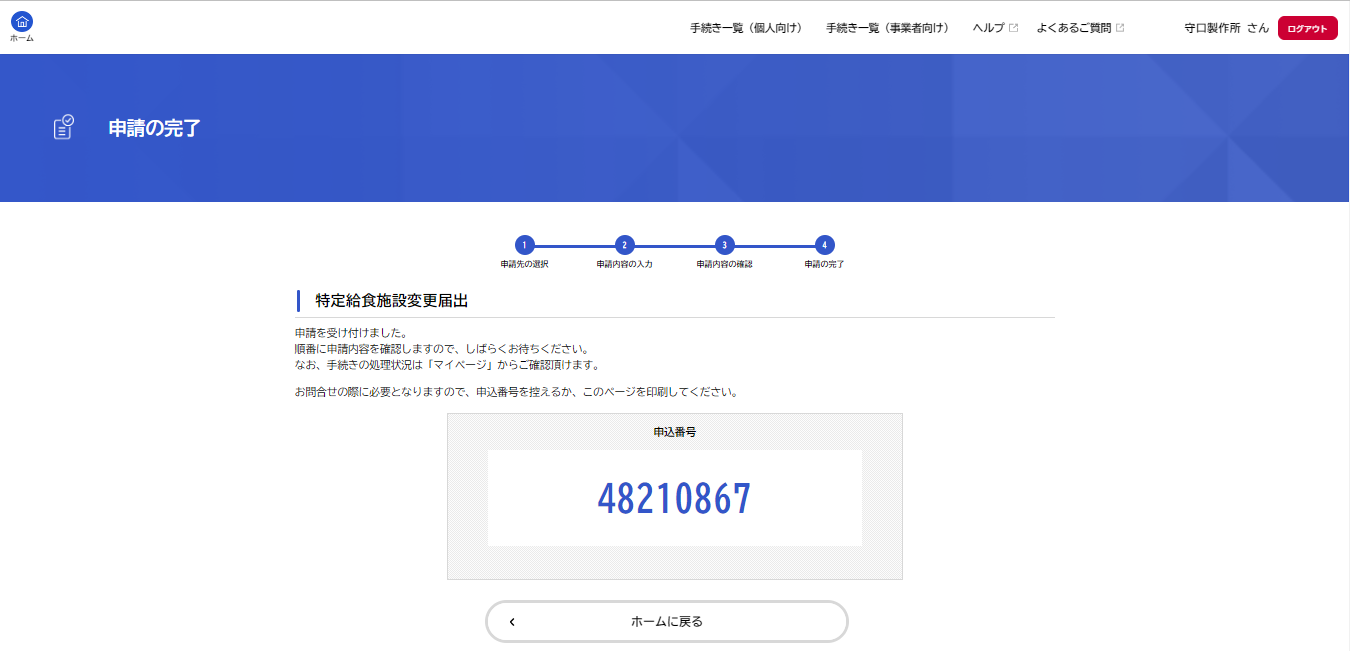 ホーム
手続き一覧（個人向け）
手続き一覧（事業者向け）
ヘルプ
よくあるご質問
守口製作所 さん
ログアウト
申請の完了
1
2
3
4
申請先の選択
申請内容の入力
申請内容の確認
申請の完了
特定給食施設変更届出
申請を受け付けました。
順番に申請内容を確認しますので、しばらくお待ちください。
なお、手続きの処理状況は「マイページ」からご確認頂けます。
お問合せの際に必要となりますので、申込番号を控えるか、このページを印刷してください。
申込番号
48210867
ホームに戻る